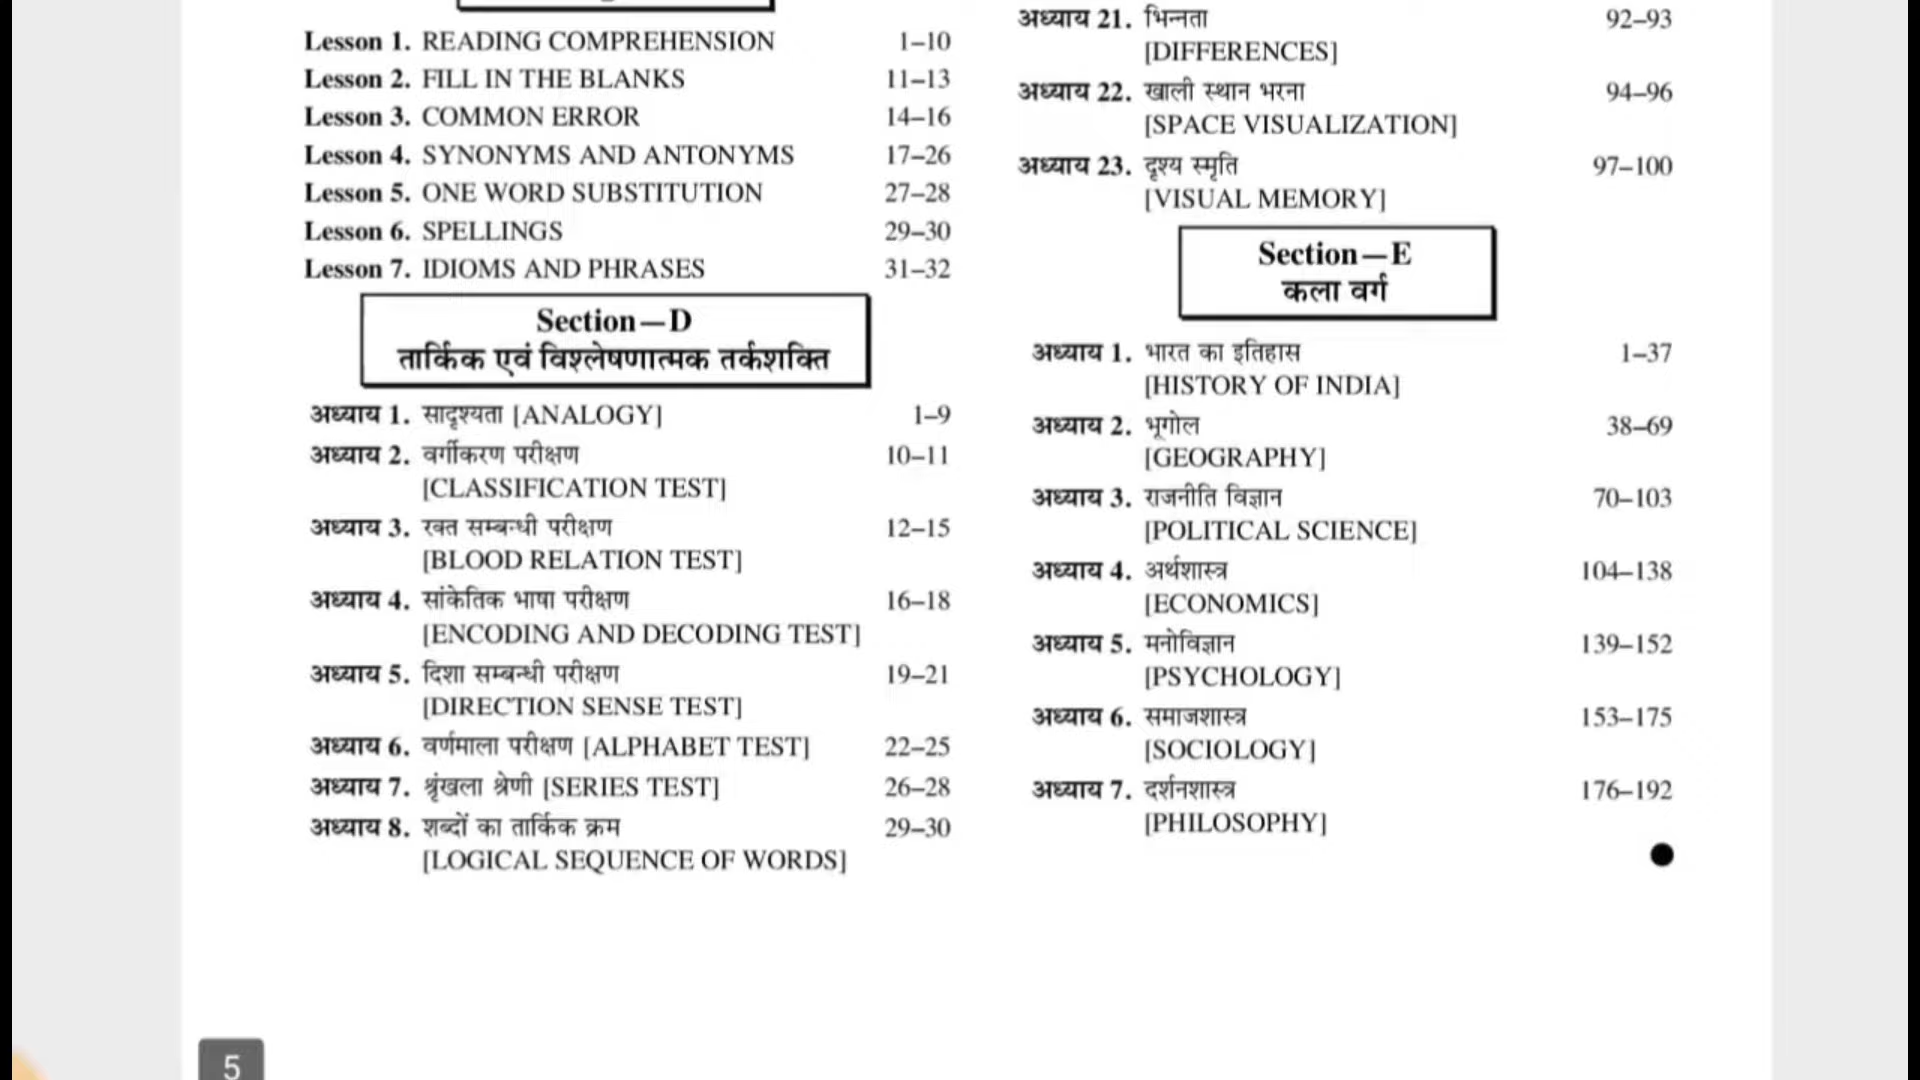 Lesson 1. READING COMPREHENSION 1–10
Lesson 2. FILL IN THE BLANKS 11–13
Lesson 3. COMMON ERROR 14–16
Lesson 4. SYNONYMS AND ANTONYMS 17–26
Lesson 5. ONE WORD SUBSTITUTION 27–28
Lesson 6. SPELLINGS 29–30
Lesson 7. IDIOMS AND PHRASES 31–32
Section—D
तार्किक एवं विश्लेषणात्मक तर्कशक्ति
अध्याय 1. सादृश्यता [ANALOGY] 1–9
अध्याय 2. वर्गीकरण परीक्षण 10–11
[CLASSIFICATION TEST]
अध्याय 3. रक्त सम्बन्धी परीक्षण 12–15
[BLOOD RELATION TEST]
अध्याय 4. सांकेतिक भाषा परीक्षण 16–18
[ENCODING AND DECODING TEST]
अध्याय 5. दिशा सम्बन्धी परीक्षण 19–21
[DIRECTION SENSE TEST]
अध्याय 6. वर्णमाला परीक्षण [ALPHABET TEST] 22–25
अध्याय 7. श्रृंखला श्रेणी [SERIES TEST] 26–28
अध्याय 8. शब्दों का तार्किक क्रम 29–30
[LOGICAL SEQUENCE OF WORDS]
अध्याय 21. भिन्नता 92–93
[DIFFERENCES]
अध्याय 22. खाली स्थान भरना 94–96
[SPACE VISUALIZATION]
अध्याय 23. दृश्य स्मृति 97–100
[VISUAL MEMORY]
Section—E
कला वर्ग
अध्याय 1. भारत का इतिहास 1–37
[HISTORY OF INDIA]
अध्याय 2. भूगोल 38–69
[GEOGRAPHY]
अध्याय 3. राजनीति विज्ञान 70–103
[POLITICAL SCIENCE]
अध्याय 4. अर्थशास्त्र 104–138
[ECONOMICS]
अध्याय 5. मनोविज्ञान 139–152
[PSYCHOLOGY]
अध्याय 6. समाजशास्त्र 153–175
[SOCIOLOGY]
अध्याय 7. दर्शनशास्त्र 176–192
[PHILOSOPHY]
5